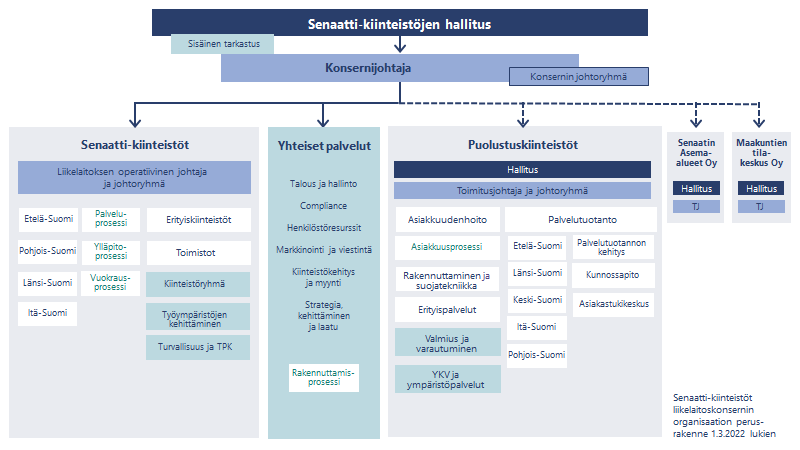 Senaatti-kiinteistöjen hallitus
Sisäinen tarkastus
Konsernijohtaja
Konsernin johtoryhmä
Senaatti-kiinteistöt
Liikelaitoksen operatiivinen johtaja
ja johtoryhmä
Etelä-Suomi
Pohjois-Suomi
Länsi-Suomi
Itä-Suomi
Palvelu-
prosessi
Ylläpito-
prosessi
Vuokraus-
prosessi
Erityiskiinteistöt
Toimistot
Kiinteistöryhmä
Työympäristöjen
kehittäminen
Turvallisuus ja TPK
Yhteiset palvelut
Talous ja hallinto
Compliance
Henkilöstöresurssit
Markkinointi ja viestintä
Kiinteistökehitys
ja myynti
Strategia,
kehittäminen
ja laatu
Rakennuttamis-
prosessi
Puolustuskiinteistöt
Hallitus
Toimitusjohtaja ja johtoryhmä
Asiakkuudenhoito
Asiakkuusprosessi
Rakennuttaminen ja
suojatekniikka
Erityispalvelut
Valmius ja
varautuminen
YKV ja
ympäristöpalvelut
Palvelutuotanto
Etelä-Suomi
Länsi-Suomi
Keski-Suomi
Itä-Suomi
Pohjois-Suomi
Palvelutuotannon
kehitys
Kunnossapito
Asiakastukikeskus
Senaatin
Asema-
alueet Oy
Hallitus
TJ
Maakuntien
tila-
keskus Oy
Hallitus
TJ
Senaatti-kiinteistöt
liikelaitoskonsernin
organisaation perus-
rakenne 1.3.2022 lukien